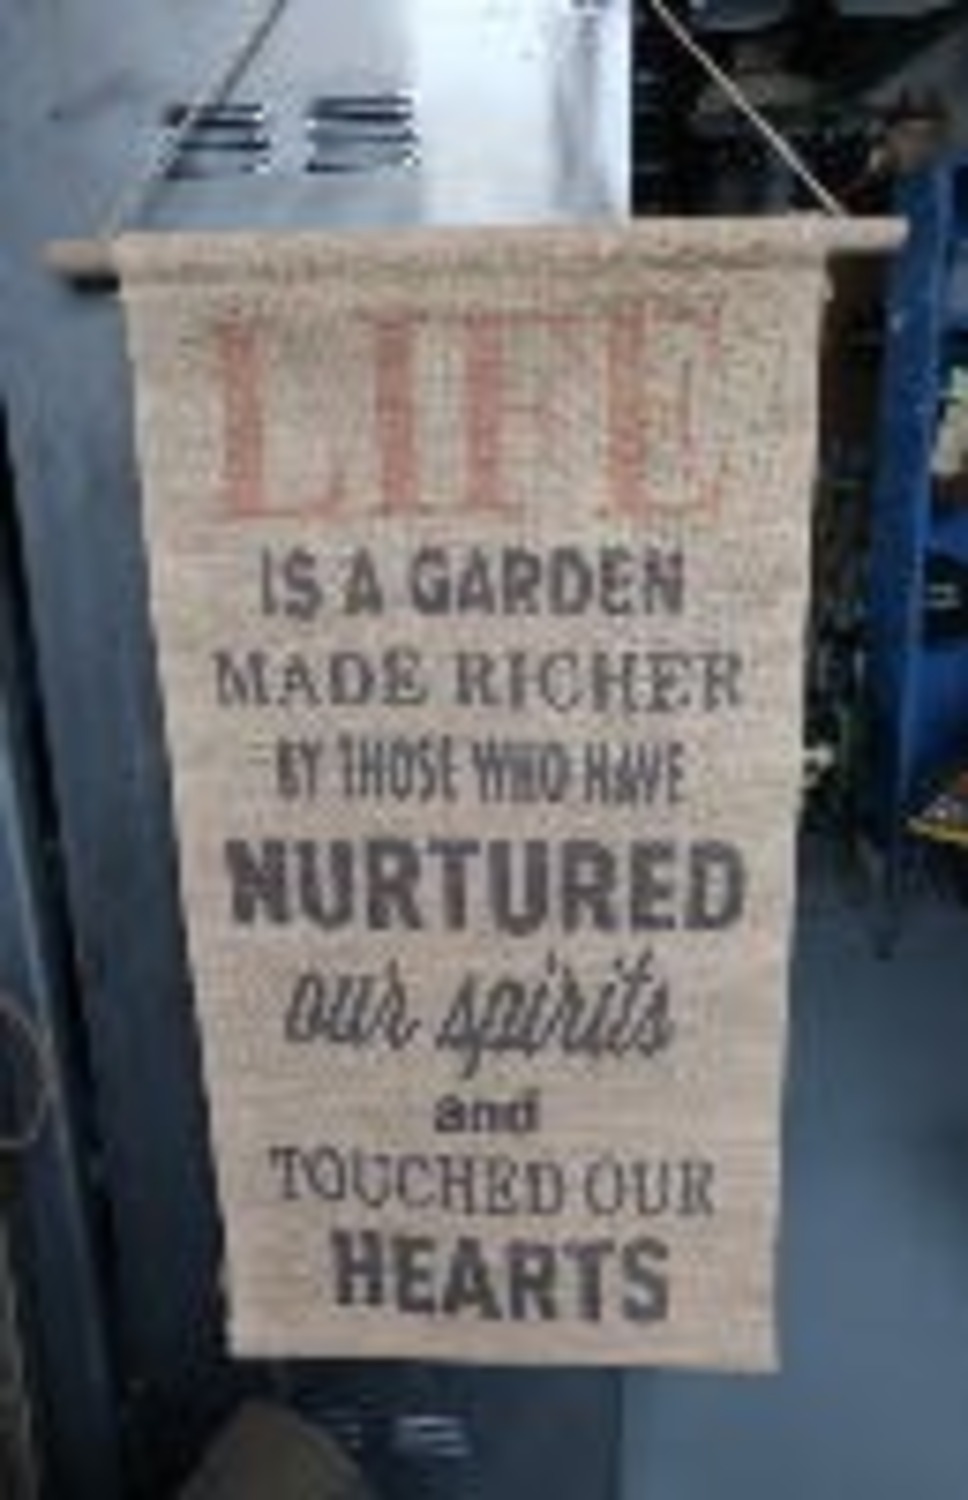 LIFE
IS A GARDEN
MADE RICHER
BY THOSE WHO HAVE
NURTURED
our spirits
and
TOUCHED OUR
HEARTS